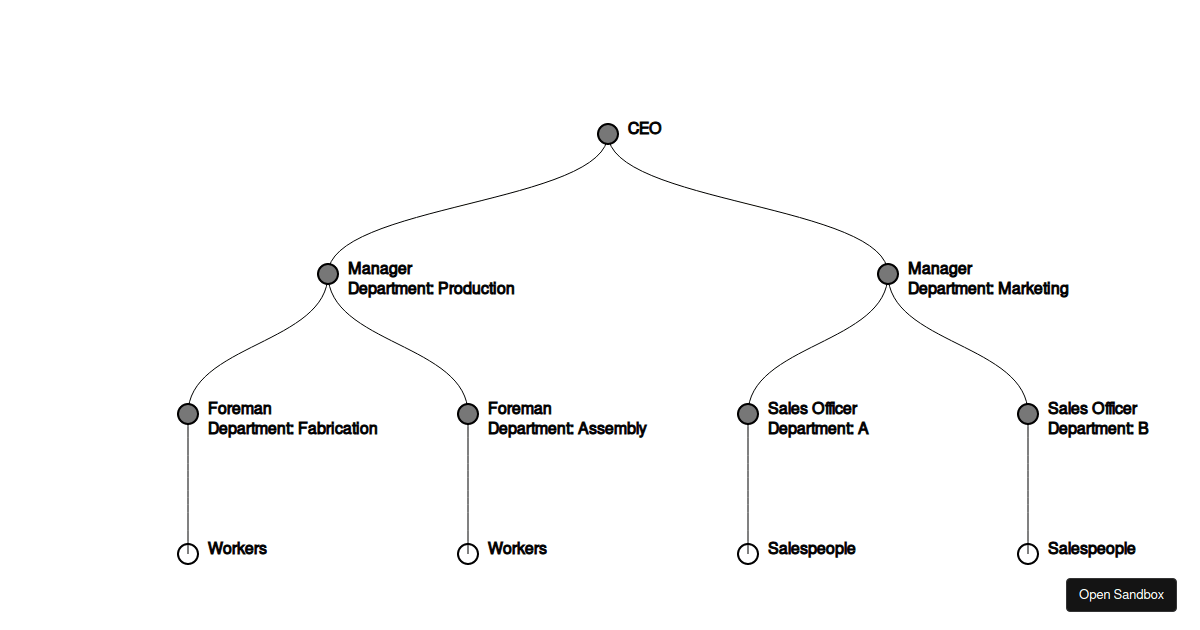 CEO
Manager
Department: Production
Manager
Department: Marketing
Foreman
Department: Fabrication
Foreman
Department: Assembly
Sales Officer
Department: A
Sales Officer
Department: B
Workers
Workers
Salespeople
Salespeople
Open Sandbox